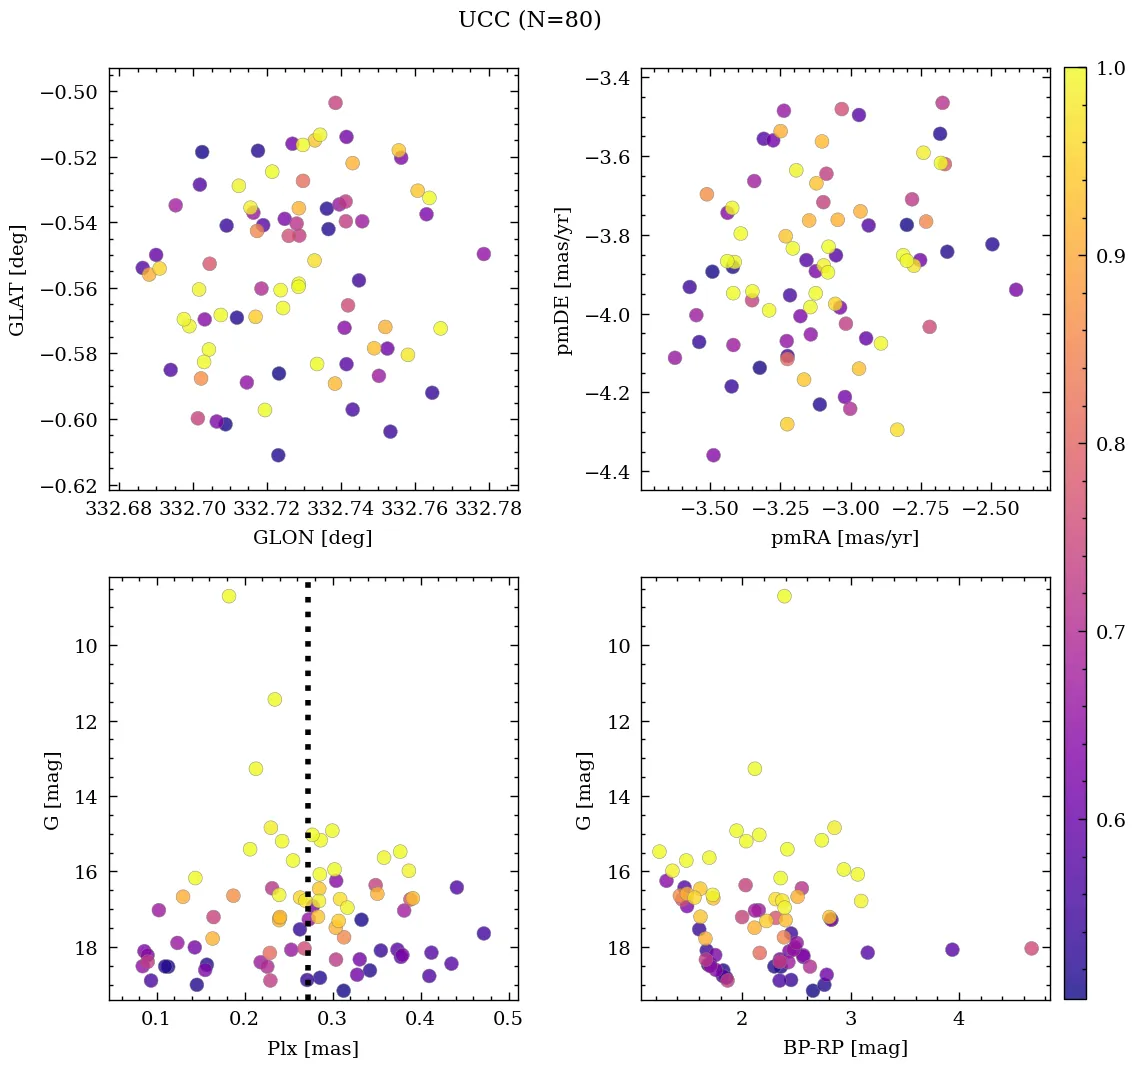 UCC (N=80)
−0.50
−0.52
−0.54
−0.56
−0.58
−0.60
−0.62
GLAT [deg]
332.68 332.70 332.72 332.74 332.76 332.78
GLON [deg]
−3.4
−3.6
−3.8
−4.0
−4.2
−4.4
pmDE [mas/yr]
−3.50 −3.25 −3.00 −2.75 −2.50
pmRA [mas/yr]
1.0
0.9
0.8
0.7
0.6
10
12
14
16
18
G [mag]
0.1 0.2 0.3 0.4 0.5
Plx [mas]
10
12
14
16
18
G [mag]
2 3 4
BP-RP [mag]